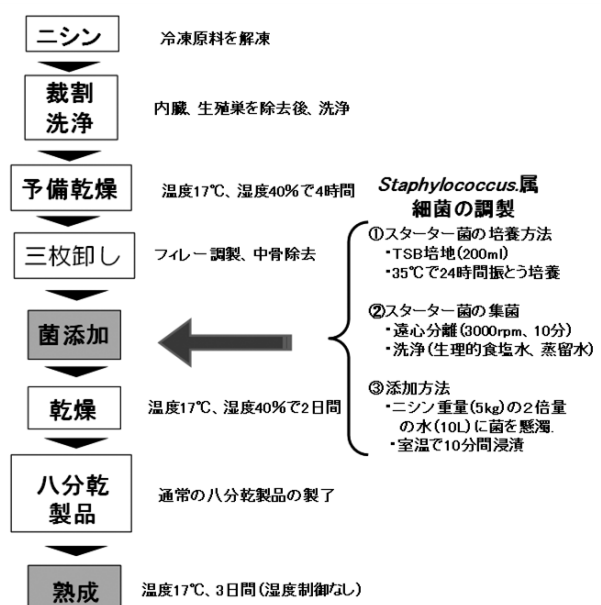 ニシン
冷凍原料を解凍
裁割
洗浄
内臓、生殖巣を除去後、洗浄
予備乾燥
温度17℃、湿度40%で4時間
三枚卸し
フィレー調製、中骨除去
菌添加
乾燥
温度17℃、湿度40%で2日間
八分乾
製品
通常の八分乾製品の製了
熟成
温度17℃、3日間(湿度制御なし)
Staphylococcus.属
細菌の調製
①スターター菌の培養方法
・TSB培地(200ml)
・35℃で24時間振とう培養
②スターター菌の集菌
・遠心分離(3000rpm、10分)
・洗浄(生理的食塩水、蒸留水)
③添加方法
・ニシン重量(5kg)の2倍量
の水(10L)に菌を懸濁.
・室温で10分間浸漬